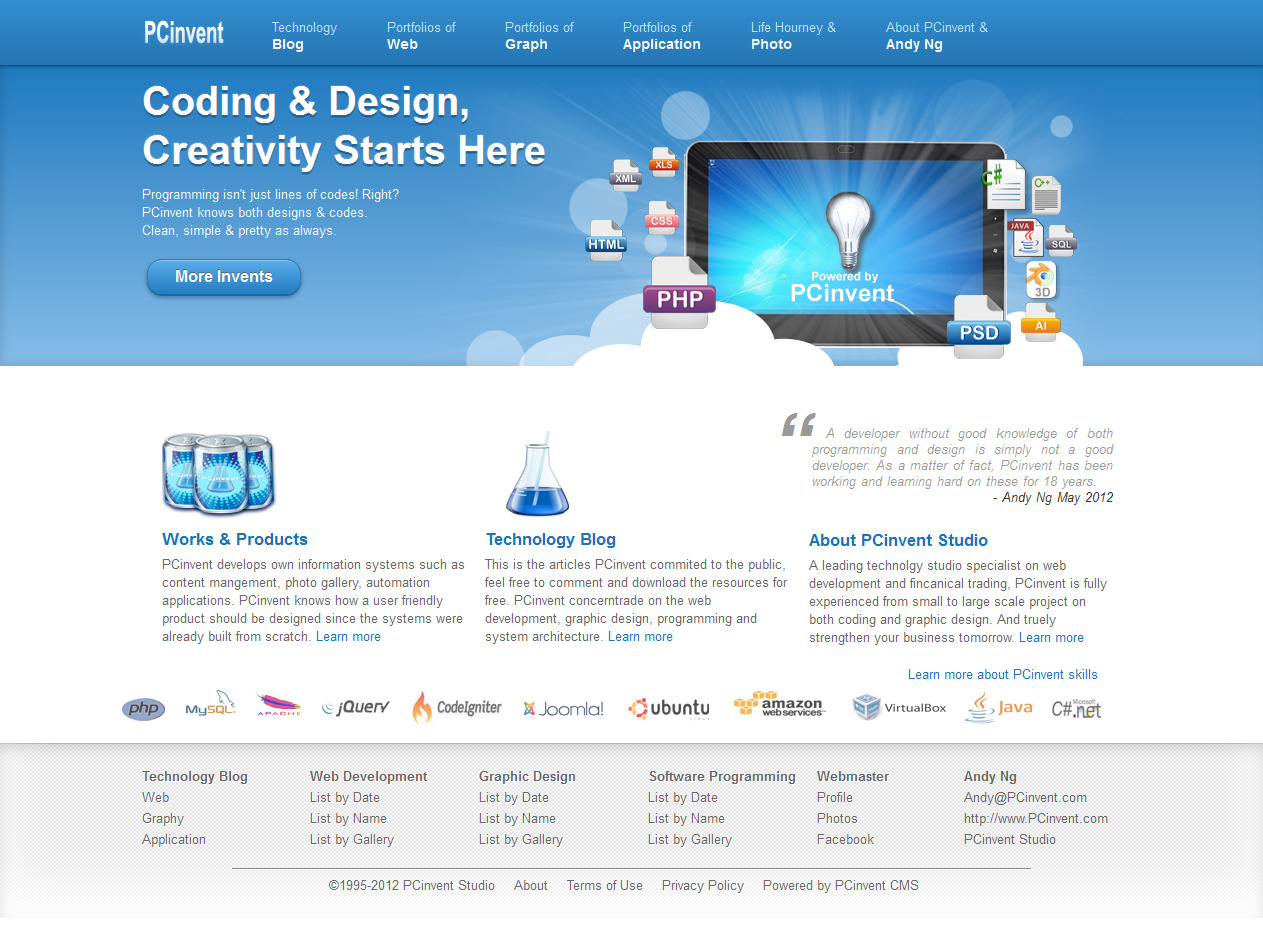 PCinvent
Technology
Blog
Portfolios of
Web
Portfolios of
Graph
Portfolios of
Application
Life Hourney &
Photo
About PCinvent &
Andy Ng
Coding & Design,
Creativity Starts Here
Programming isn't just lines of codes! Right?
PCinvent knows both designs & codes.
Clean, simple & pretty as always.
More Invents
XML
XLS
CSS
HTML
PHP
Powered by
PCinvent
C#
C++
JAVA
SQL
3D
AI
PSD
PCinvent
“ A developer without good knowledge of both
programming and design is simply not a good
developer. As a matter of fact, PCinvent has been
working and learning hard on these for 18 years.
- Andy Ng May 2012
Works & Products
PCinvent develops own information systems such as
content mangement, photo gallery, automation
applications. PCinvent knows how a user friendly
product should be designed since the systems were
already built from scratch. Learn more
Technology Blog
This is the articles PCinvent commited to the public,
feel free to comment and download the resources for
free. PCinvent concerntrade on the web
development, graphic design, programming and
system architecture. Learn more
About PCinvent Studio
A leading technolgy studio specialist on web
development and fincanical trading, PCinvent is fully
experienced from small to large scale project on
both coding and graphic design. And truely
strengthen your business tomorrow. Learn more
Learn more about PCinvent skills
php
MySQL
APACHE
jQuery
CodeIgniter
Joomla!
ubuntu
linux
amazon
web services
VirtualBox
Java
Microsoft
C#.net
Technology Blog
Web
Graphy
Application
Web Development
List by Date
List by Name
List by Gallery
Graphic Design
List by Date
List by Name
List by Gallery
Software Programming
List by Date
List by Name
List by Gallery
Webmaster
Profile
Photos
Facebook
Andy Ng
Andy@PCinvent.com
http://www.PCinvent.com
PCinvent Studio
©1995-2012 PCinvent Studio About Terms of Use Privacy Policy Powered by PCinvent CMS